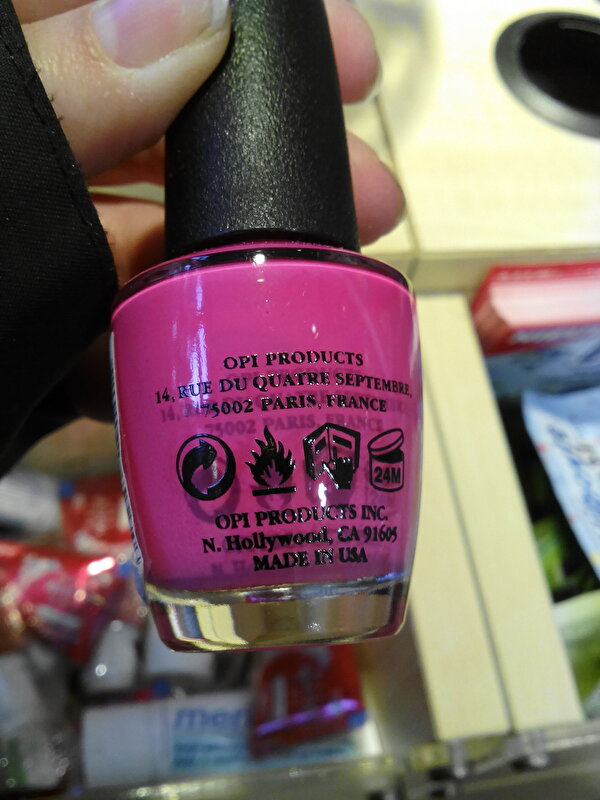 OPI PRODUCTS
14, RUE DU QUATRE SEPTEMBRE,
75002 PARIS, FRANCE
24M
OPI PRODUCTS INC.
N. Hollywood, CA 91605
MADE IN USA